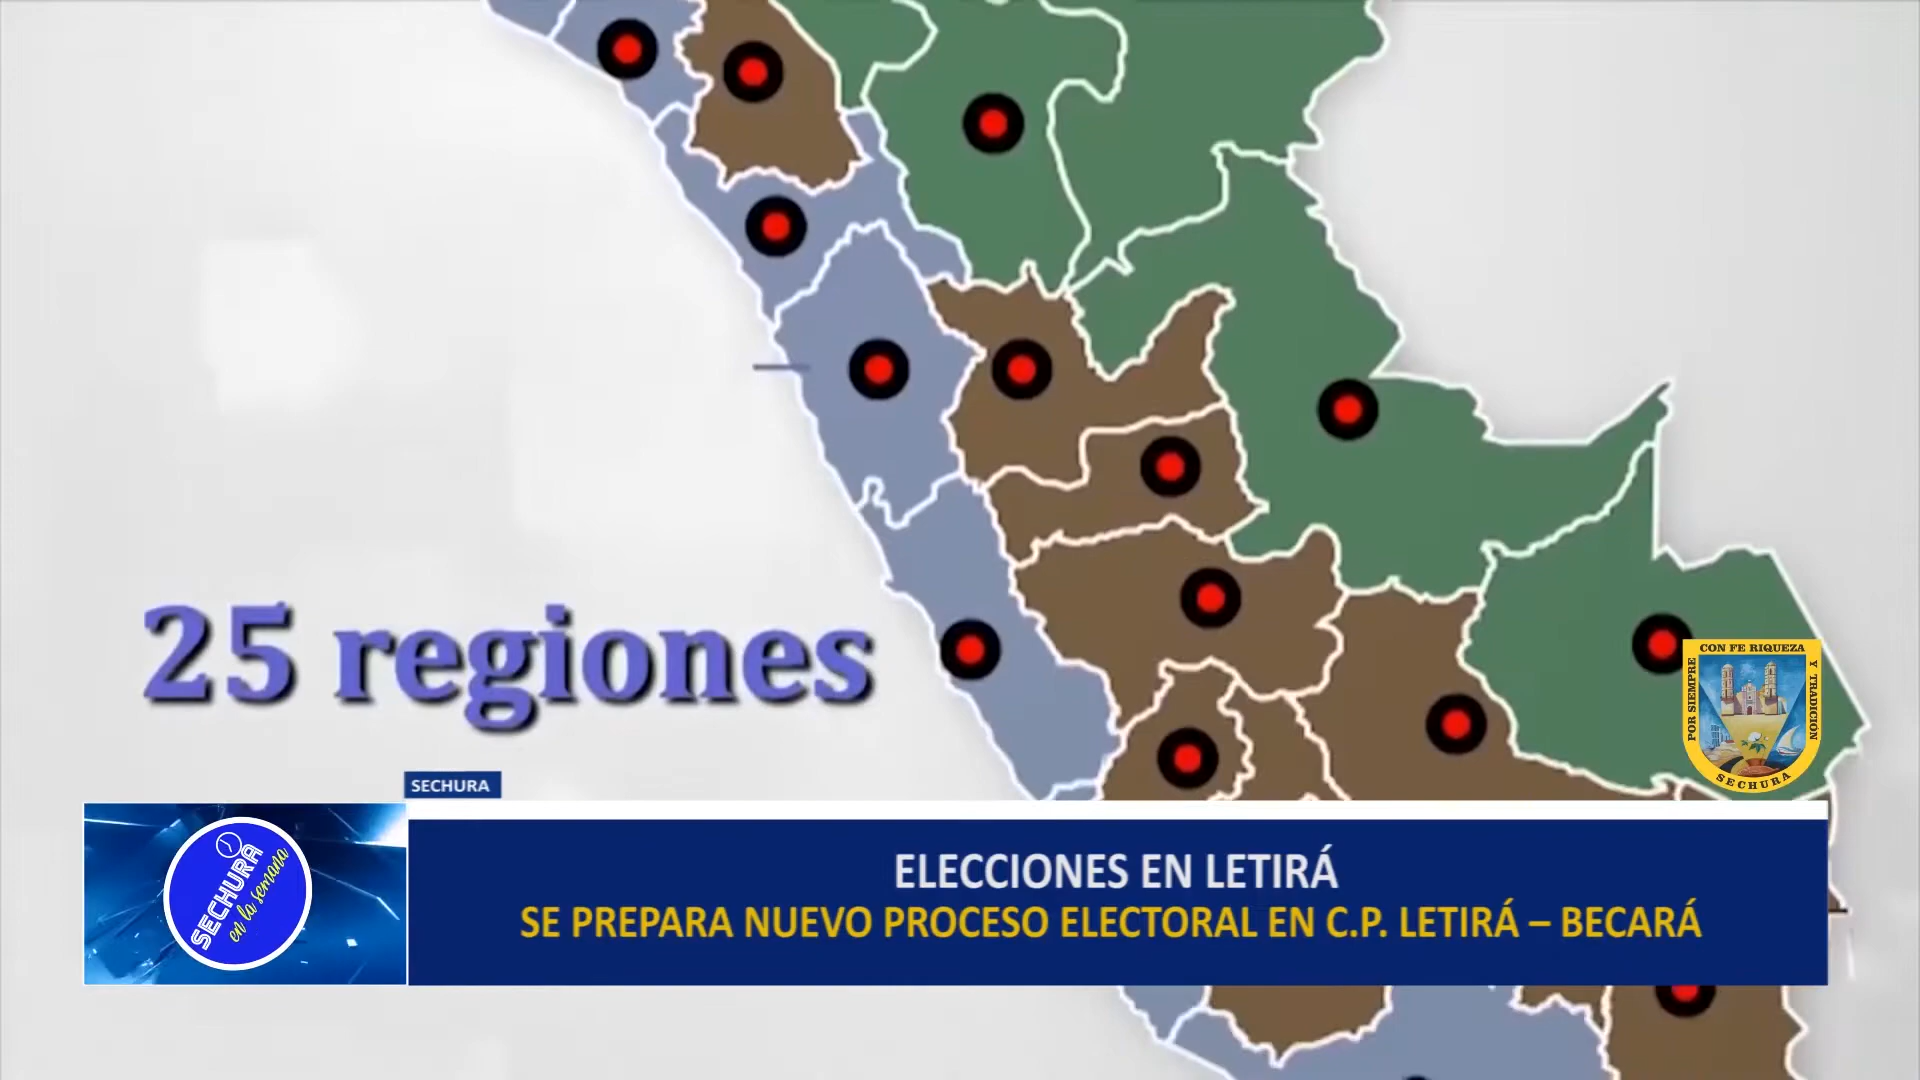 25 regiones
CON FE RIQUEZA
POR SIEMPRE
Y TRADICIÓN
SECHURA
SECHURA
SECHURA
en la semana
ELECCIONES EN LETIRÁ
SE PREPARA NUEVO PROCESO ELECTORAL EN C.P. LETIRÁ – BECARÁ